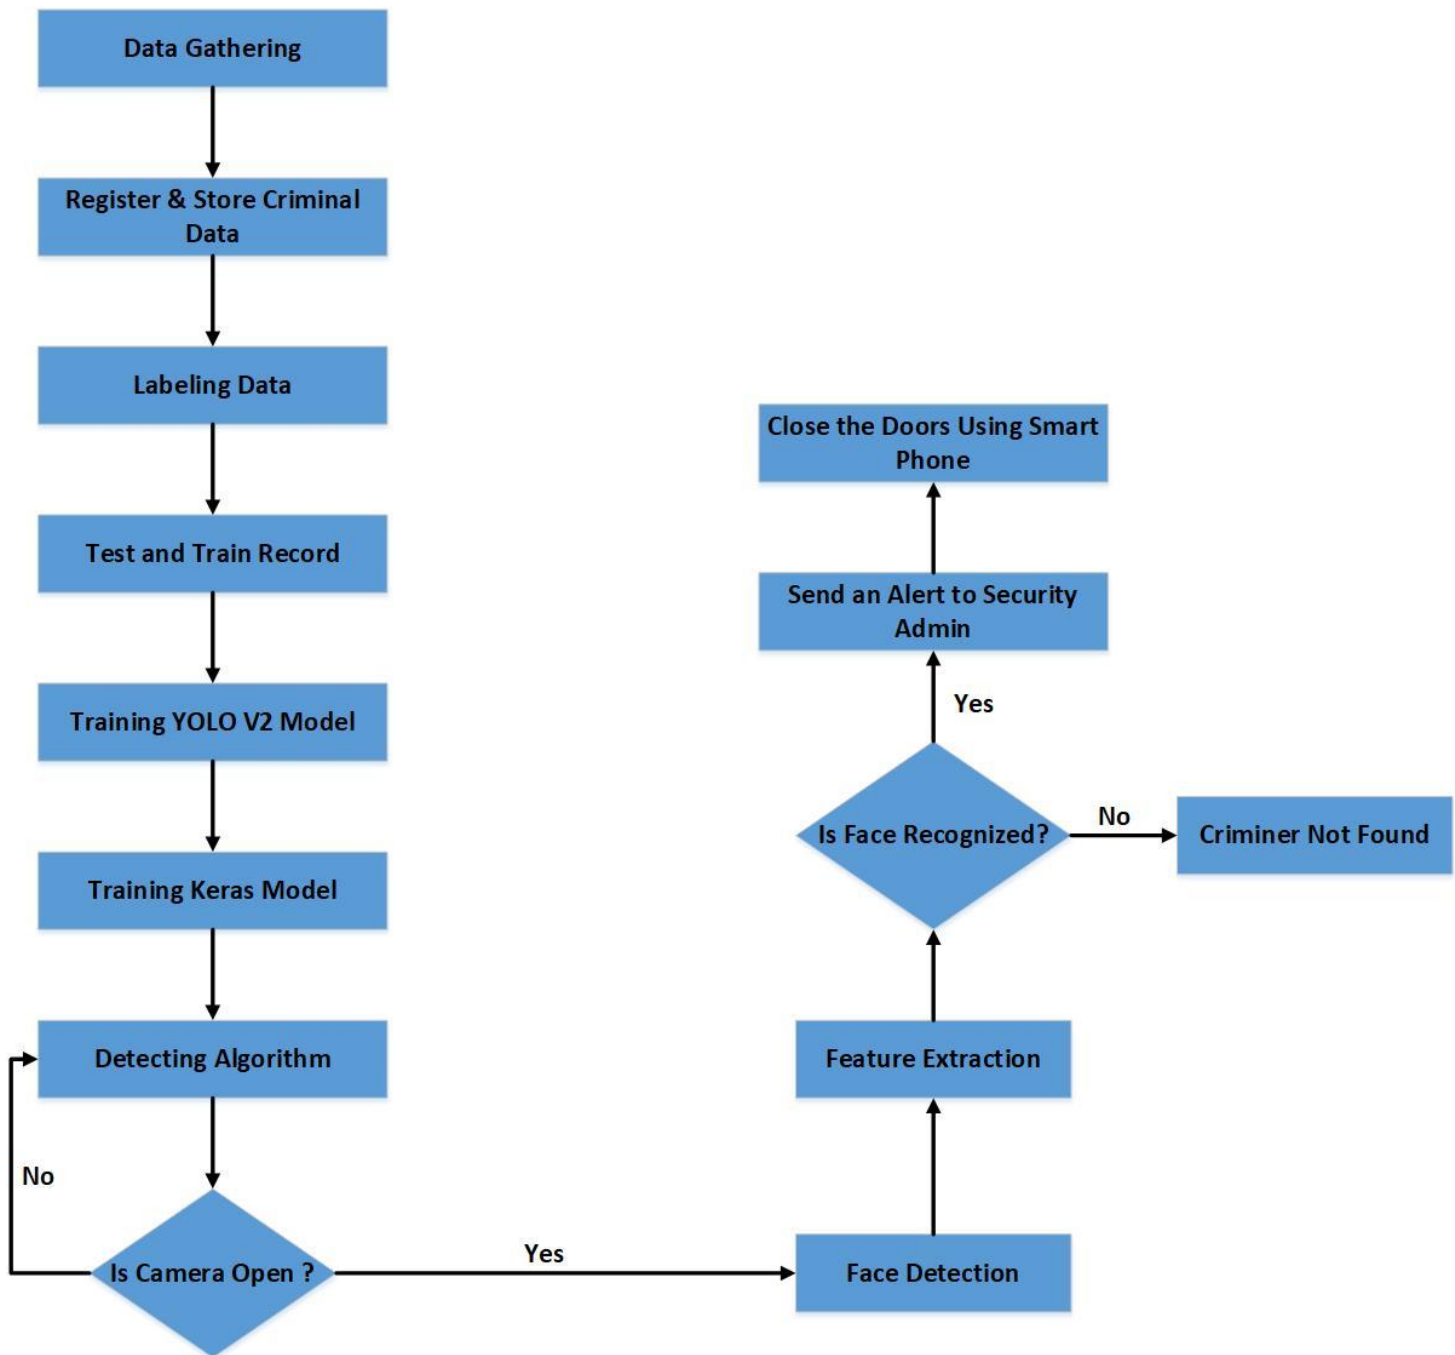 Data Gathering
Register & Store Criminal
Data
Labeling Data
Test and Train Record
Training YOLO V2 Model
Training Keras Model
Detecting Algorithm
No
Is Camera Open ?
Yes
Face Detection
Feature Extraction
Is Face Recognized?
No
Criminer Not Found
Yes
Send an Alert to Security
Admin
Close the Doors Using Smart
Phone